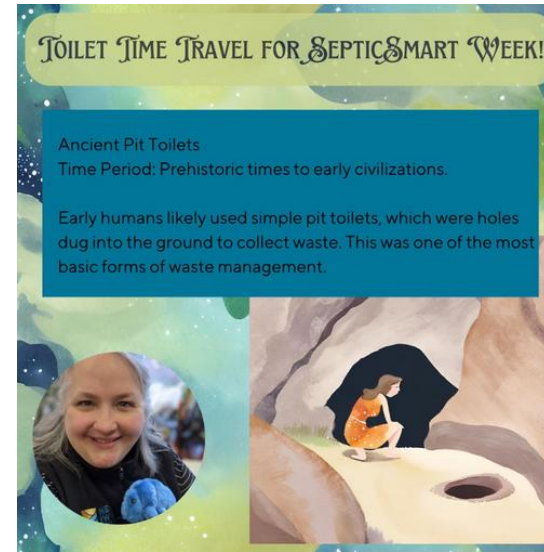 Toilet Time Travel for SepticSmart Week!
Ancient Pit Toilets
Time Period: Prehistoric times to early civilizations.
Early humans likely used simple pit toilets, which were holes
dug into the ground to collect waste. This was one of the most
basic forms of waste management.